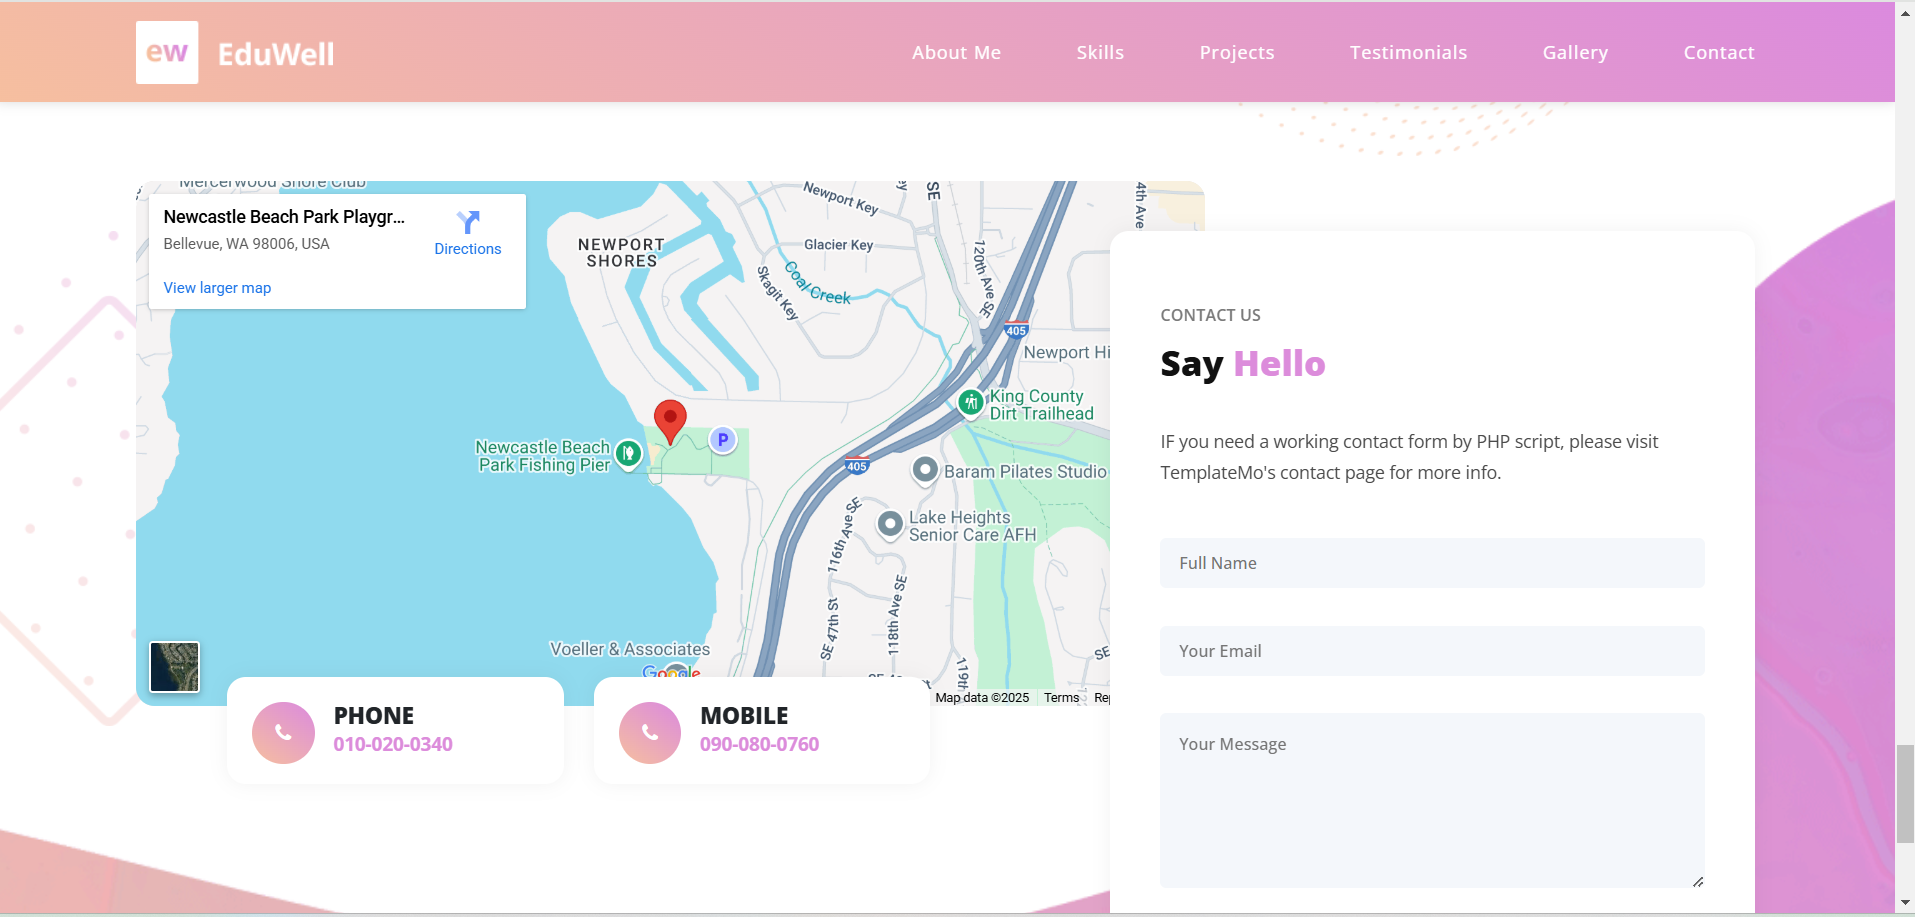 ew EduWell
About Me
Skills
Projects
Testimonials
Gallery
Contact
Mercerwood Shore Club
Newcastle Beach Park Playgr...
Bellevue, WA 98006, USA
Directions
View larger map
NEWPORT
SHORES
Newport Key
Glacier Key
Skagit Key
Coal Creek
SE
120th Ave SE
4th Ave
405
Newport Hi
King County
Dirt Trailhead
Newcastle Beach
Park Fishing Pier
P
405
Baram Pilates Studio
Lake Heights
Senior Care AFH
116th Ave SE
118th Ave SE
SE 47th St
119th
SE
Voeller & Associates
Google
Map data ©2025
Terms
PHONE
010-020-0340
MOBILE
090-080-0760
CONTACT US
Say Hello
IF you need a working contact form by PHP script, please visit
TemplateMo's contact page for more info.
Full Name
Your Email
Your Message